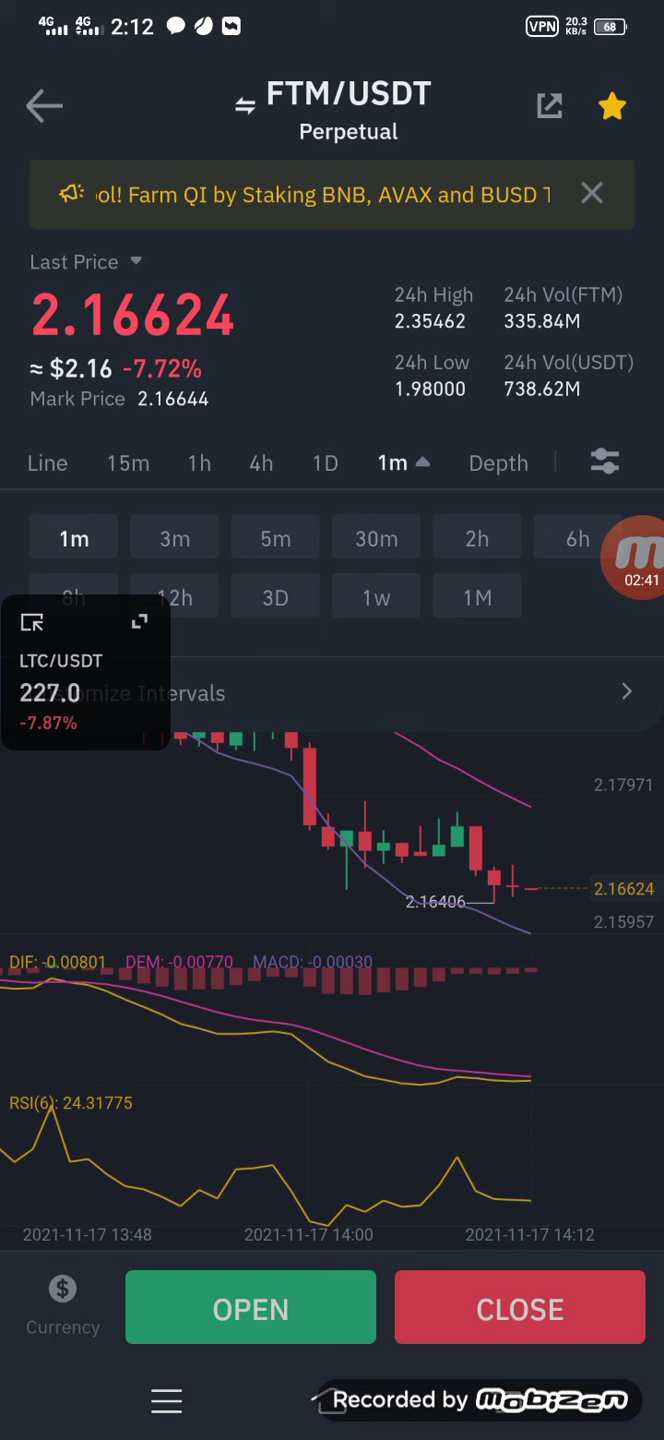 4G 4G 2:12 VPN 20.3 KB/s 68
FTM/USDT
Perpetual
ol! Farm QI by Staking BNB, AVAX and BUSD T
Last Price
2.16624
≈ $2.16 -7.72%
Mark Price 2.16644
24h High 24h Vol(FTM)
2.35462 335.84M
24h Low 24h Vol(USDT)
1.98000 738.62M
Line 15m 1h 4h 1D 1m Depth
1m 3m 5m 30m 2h 6h
02:41
8h 12h 3D 1w 1M
LTC/USDT
227.0
-7.87%
mize Intervals
2.17971
2.16624
2.16406
2.15957
DIF: -0.00801 DEM: -0.00770 MACD: -0.00030
RSI(6): 24.31775
2021-11-17 13:48 2021-11-17 14:00 2021-11-17 14:12
Currency
OPEN
CLOSE
Recorded by mobizen